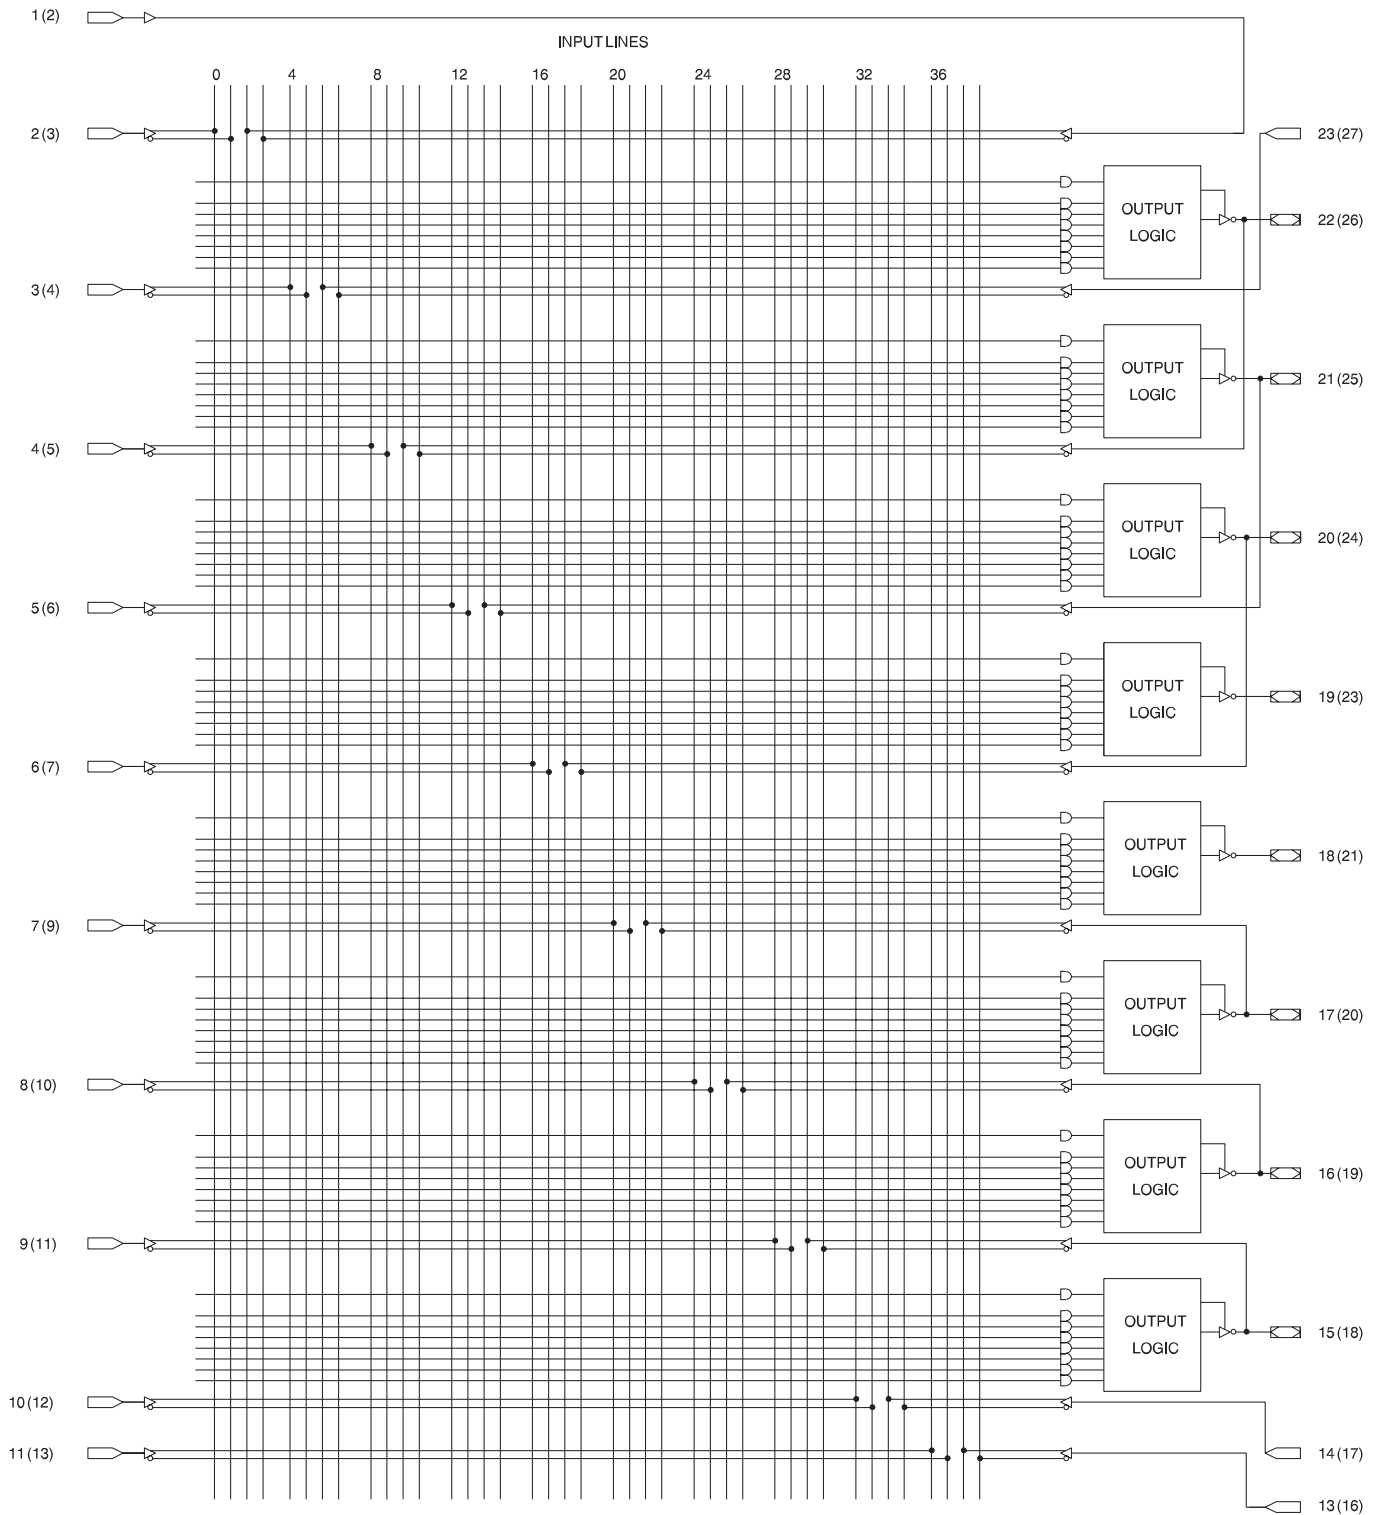 1 (2)
INPUT LINES
0 4 8 12 16 20 24 28 32 36
2 (3)
23 (27)
OUTPUT
LOGIC
22 (26)
3 (4)
OUTPUT
LOGIC
21 (25)
4 (5)
OUTPUT
LOGIC
20 (24)
5 (6)
OUTPUT
LOGIC
19 (23)
6 (7)
OUTPUT
LOGIC
18 (21)
7 (9)
OUTPUT
LOGIC
17 (20)
8 (10)
OUTPUT
LOGIC
16 (19)
9 (11)
OUTPUT
LOGIC
15 (18)
10 (12)
11 (13)
14 (17)
13 (16)